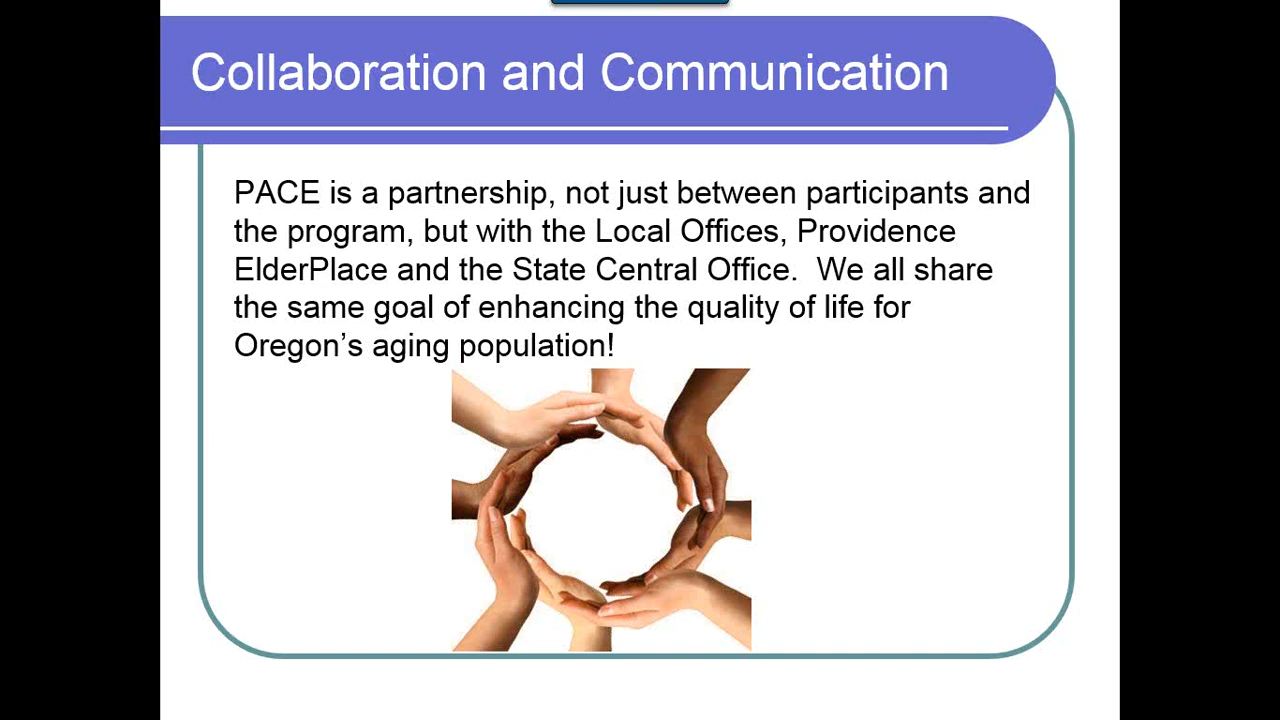 Collaboration and Communication
PACE is a partnership, not just between participants and
the program, but with the Local Offices, Providence
ElderPlace and the State Central Office.  We all share
the same goal of enhancing the quality of life for
Oregon’s aging population!